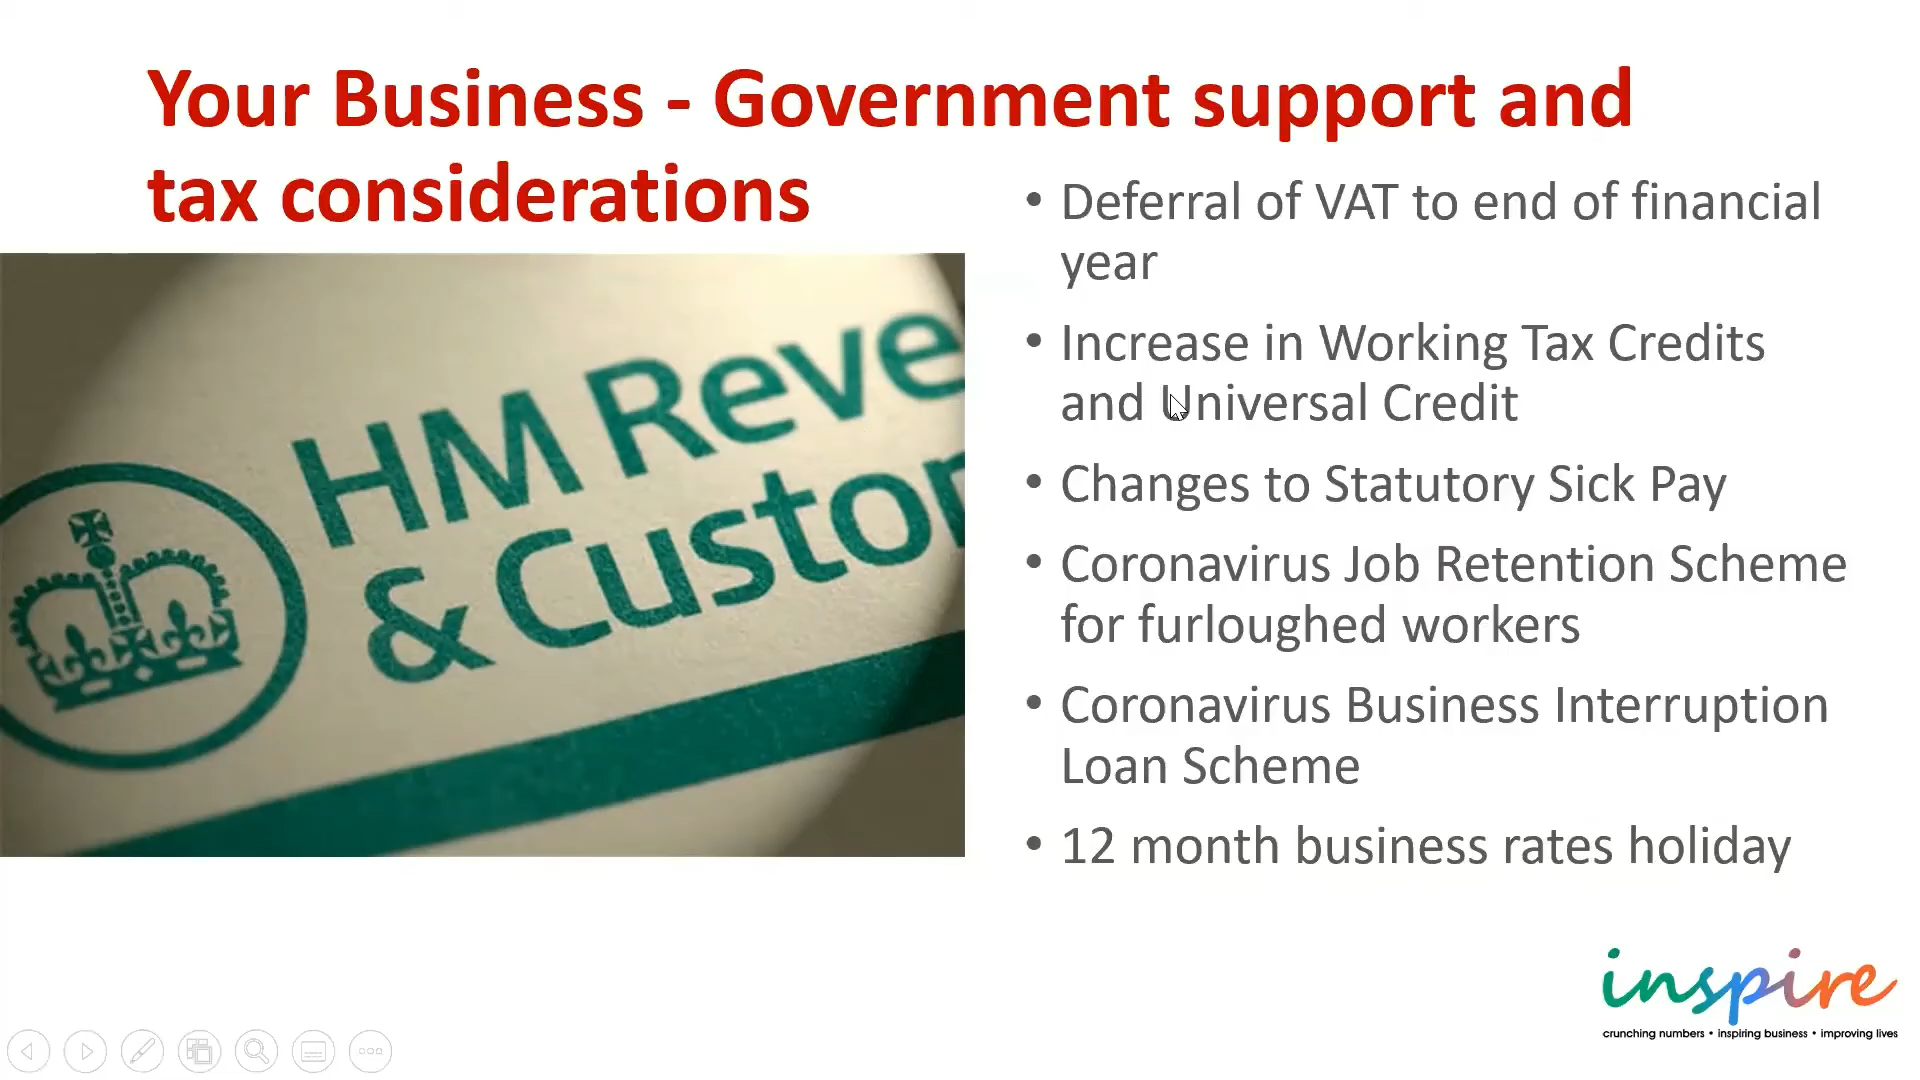 Your Business - Government support and
tax considerations
HM Reve
& Custo
• Deferral of VAT to end of financial
year
• Increase in Working Tax Credits
and Universal Credit
• Changes to Statutory Sick Pay
• Coronavirus Job Retention Scheme
for furloughed workers
• Coronavirus Business Interruption
Loan Scheme
• 12 month business rates holiday
inspire
crunching numbers • inspiring business • improving lives